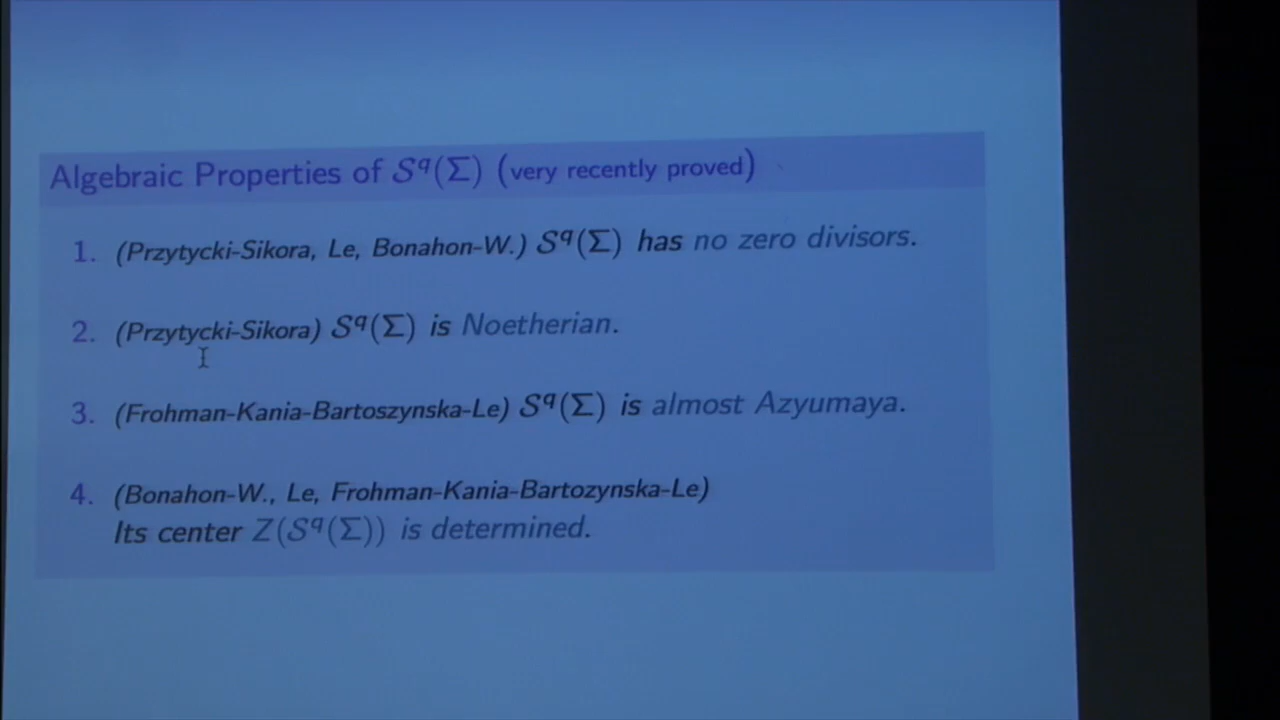 Algebraic Properties of 𝒮^q(Σ) (very recently proved)
1. (Przytycki-Sikora, Le, Bonahon-W.) 𝒮^q(Σ) has no zero divisors.
2. (Przytycki-Sikora) 𝒮^q(Σ) is Noetherian.
3. (Frohman-Kania-Bartoszynska-Le) 𝒮^q(Σ) is almost Azyumaya.
4. (Bonahon-W., Le, Frohman-Kania-Bartozynska-Le)
Its center Z(𝒮^q(Σ)) is determined.